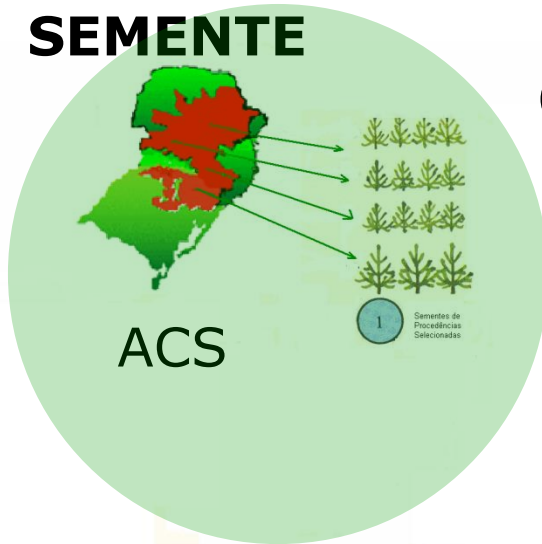 SEMENTE
1
Sementes de
Procedências
Selecionadas
ACS